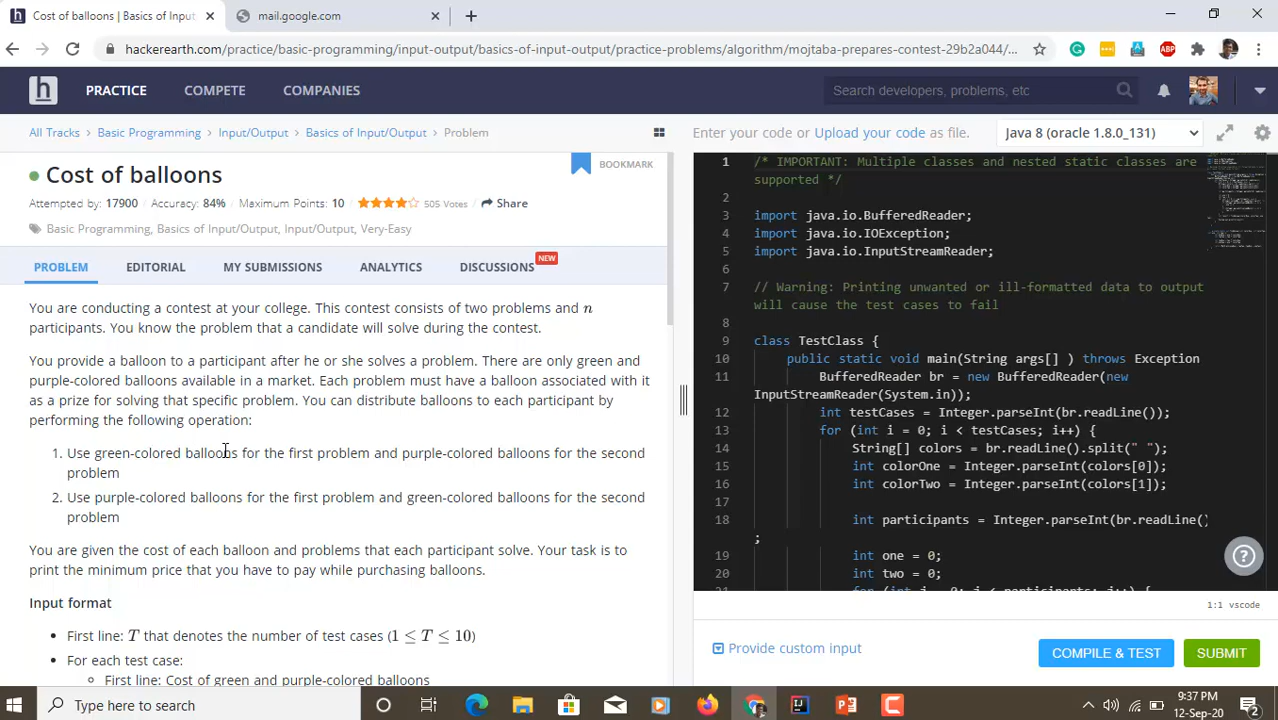 Cost of balloons | Basics of Input
mail.google.com
hackerearth.com/practice/basic-programming/input-output/basics-of-input-output/practice-problems/algorithm/mojtaba-prepares-contest-29b2a044/...
ABP
h
PRACTICE
COMPETE
COMPANIES
Search developers, problems, etc
All Tracks > Basic Programming > Input/Output > Basics of Input/Output > Problem
Cost of balloons
BOOKMARK
Attempted by: 17900
Accuracy: 84%
Maximum Points: 10
505 Votes
Share
Basic Programming, Basics of Input/Output, Input/Output, Very-Easy
PROBLEM
EDITORIAL
MY SUBMISSIONS
ANALYTICS
DISCUSSIONS
NEW
You are conducting a contest at your college. This contest consists of two problems and n
participants. You know the problem that a candidate will solve during the contest.
You provide a balloon to a participant after he or she solves a problem. There are only green and
purple-colored balloons available in a market. Each problem must have a balloon associated with it
as a prize for solving that specific problem. You can distribute balloons to each participant by
performing the following operation:
1. Use green-colored balloons for the first problem and purple-colored balloons for the second
problem
2. Use purple-colored balloons for the first problem and green-colored balloons for the second
problem
You are given the cost of each balloon and problems that each participant solve. Your task is to
print the minimum price that you have to pay while purchasing balloons.
Input format
• First line: T that denotes the number of test cases (1 ≤ T ≤ 10)
• For each test case:
First line: Cost of green and purple-colored balloons
Enter your code or Upload your code as file.
Java 8 (oracle 1.8.0_131)
1 /* IMPORTANT: Multiple classes and nested static classes are
supported */
2
3 import java.io.BufferedReader;
4 import java.io.IOException;
5 import java.io.InputStreamReader;
6
7 // Warning: Printing unwanted or ill-formatted data to output
will cause the test cases to fail
8
9 class TestClass {
10 public static void main(String args[] ) throws Exception
11 BufferedReader br = new BufferedReader(new
InputStreamReader(System.in));
12 int testCases = Integer.parseInt(br.readLine());
13 for (int i = 0; i < testCases; i++) {
14 String[] colors = br.readLine().split(" ");
15 int colorOne = Integer.parseInt(colors[0]);
16 int colorTwo = Integer.parseInt(colors[1]);
17
18 int participants = Integer.parseInt(br.readLine()
;
19 int one = 0;
20 int two = 0;
21 for (int j = 0; j < participants; j++) {
1:1 vscode
Provide custom input
COMPILE & TEST
SUBMIT
Type here to search
9:37 PM
12-Sep-20
2